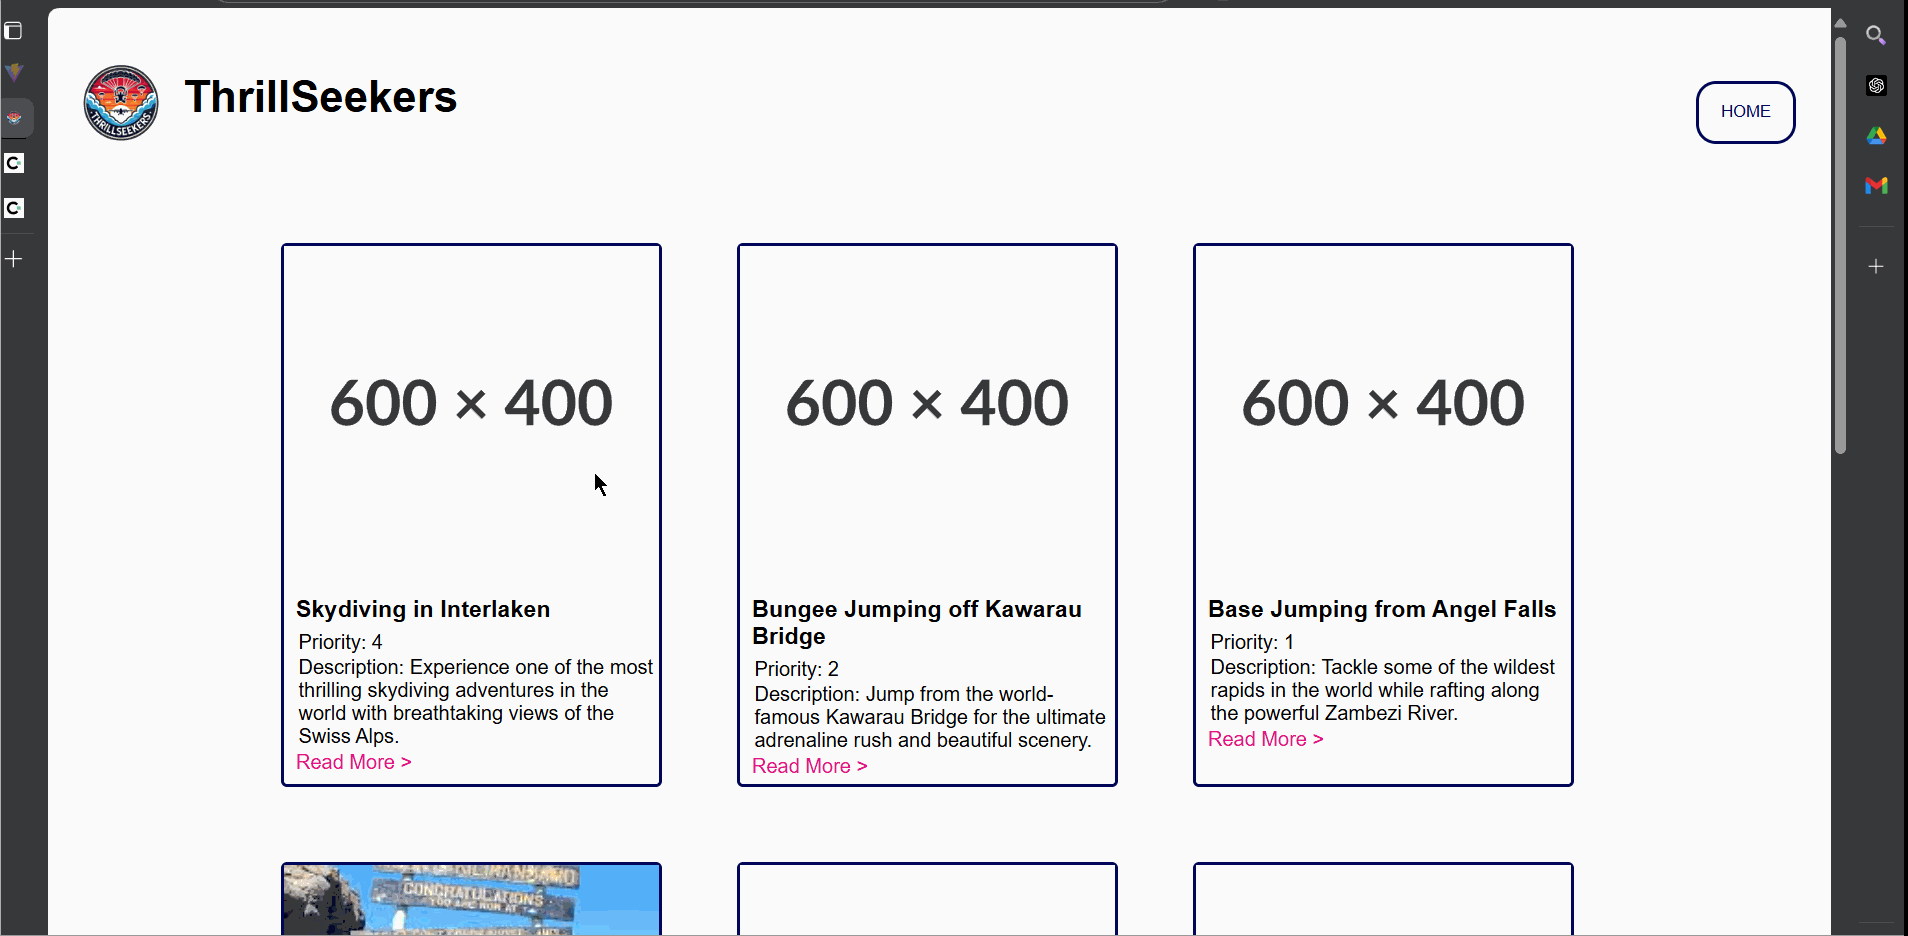 ThrillSeekers
THRILLSEEKERS
HOME
600 × 400
600 × 400
600 × 400
Skydiving in Interlaken
Priority: 4
Description: Experience one of the most
thrilling skydiving adventures in the
world with breathtaking views of the
Swiss Alps.
Read More >
Bungee Jumping off Kawarau
Bridge
Priority: 2
Description: Jump from the world-
famous Kawarau Bridge for the ultimate
adrenaline rush and beautiful scenery.
Read More >
Base Jumping from Angel Falls
Priority: 1
Description: Tackle some of the wildest
rapids in the world while rafting along
the powerful Zambezi River.
Read More >
CONGRATULATIONS
YOU ARE NOW AT